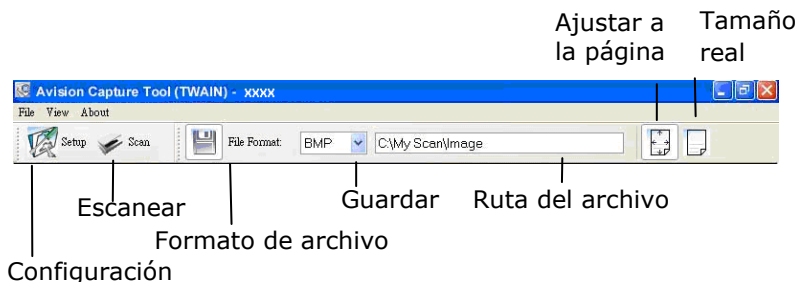 Ajustar a
la página
Tamaño
real
Avision Capture Tool (TWAIN) - xxxx
File View About
Setup Scan File Format: BMP C:\My Scan\Image
Escanear
Guardar
Ruta del archivo
Formato de archivo
Configuración